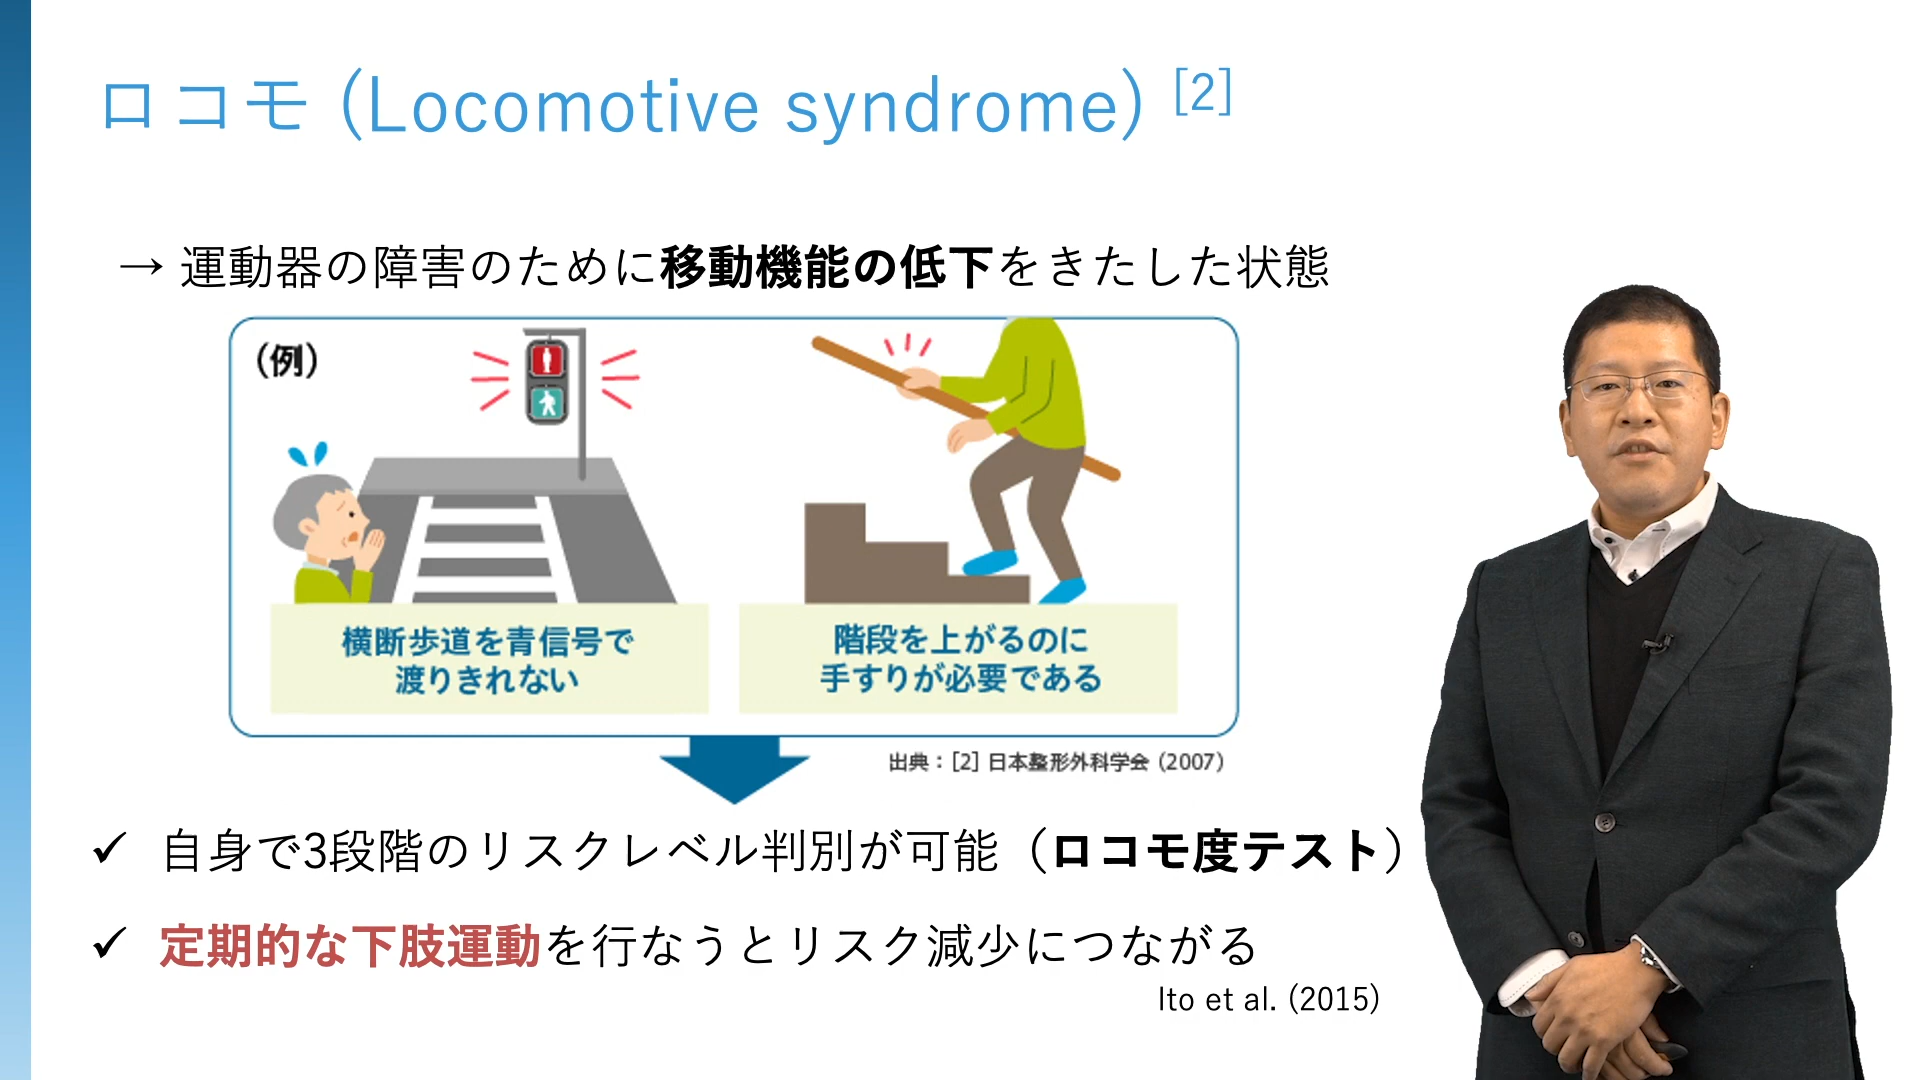 ロコモ (Locomotive syndrome) [2]
→ 運動器の障害のために移動機能の低下をきたした状態
(例)
横断歩道を青信号で
渡りきれない
階段を上がるのに
手すりが必要である
出典：[2] 日本整形外科学会 (2007)
✓ 自身で3段階のリスクレベル判別が可能（ロコモ度テスト）
✓ 定期的な下肢運動を行なうとリスク減少につながる
Ito et al. (2015)